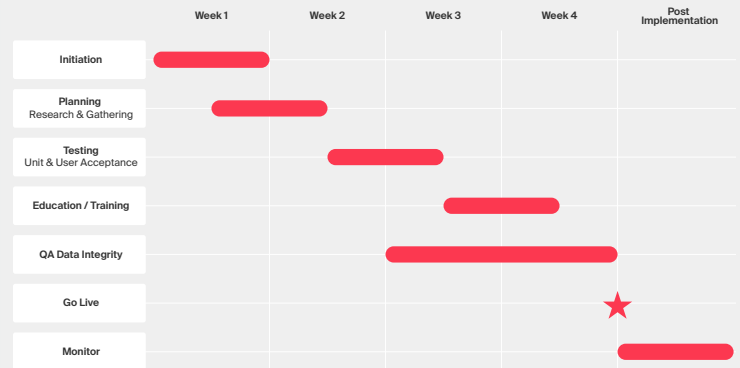 Week 1
Week 2
Week 3
Week 4
Post
Implementation
Initiation
Planning
Research & Gathering
Testing
Unit & User Acceptance
Education / Training
QA Data Integrity
Go Live
Monitor